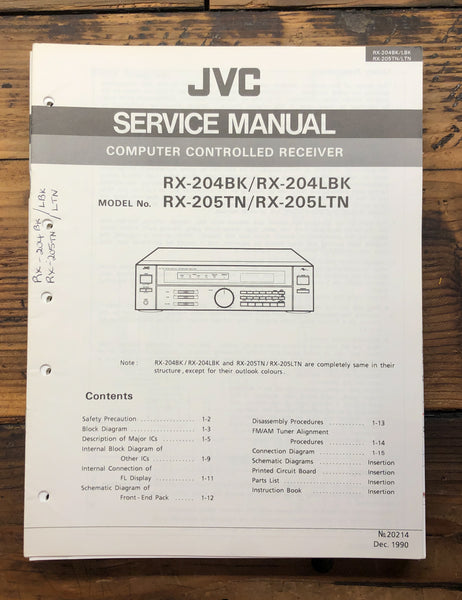 RX-204BK/LBK
RX-205TN/LTN
JVC
SERVICE MANUAL
COMPUTER CONTROLLED RECEIVER
RX-204BK/RX-204LBK
MODEL No. RX-205TN/RX-205LTN
RX-204BK/LBK
RX-205TN/LTN
JVC
Note : RX-204BK/RX-204LBK and RX-205TN/RX-205LTN are completely same in their
structure, except for their outlook colours.
Contents
Safety Precaution ................ 1-2
Block Diagram ................... 1-3
Description of Major ICs ........... 1-5
Internal Block Diagram of
Other ICs ............ 1-9
Internal Connection of
FL Display ........... 1-11
Schematic Diagram of
Front-End Pack ....... 1-12
Disassembly Procedures .......... 1-13
FM/AM Tuner Alignment
Procedures ....... 1-14
Connection Diagram ............. 1-15
Schematic Diagrams ............. Insertion
Printed Circuit Board ............ Insertion
Parts List ..................... Insertion
Instruction Book ............... Insertion
№20214
Dec. 1990